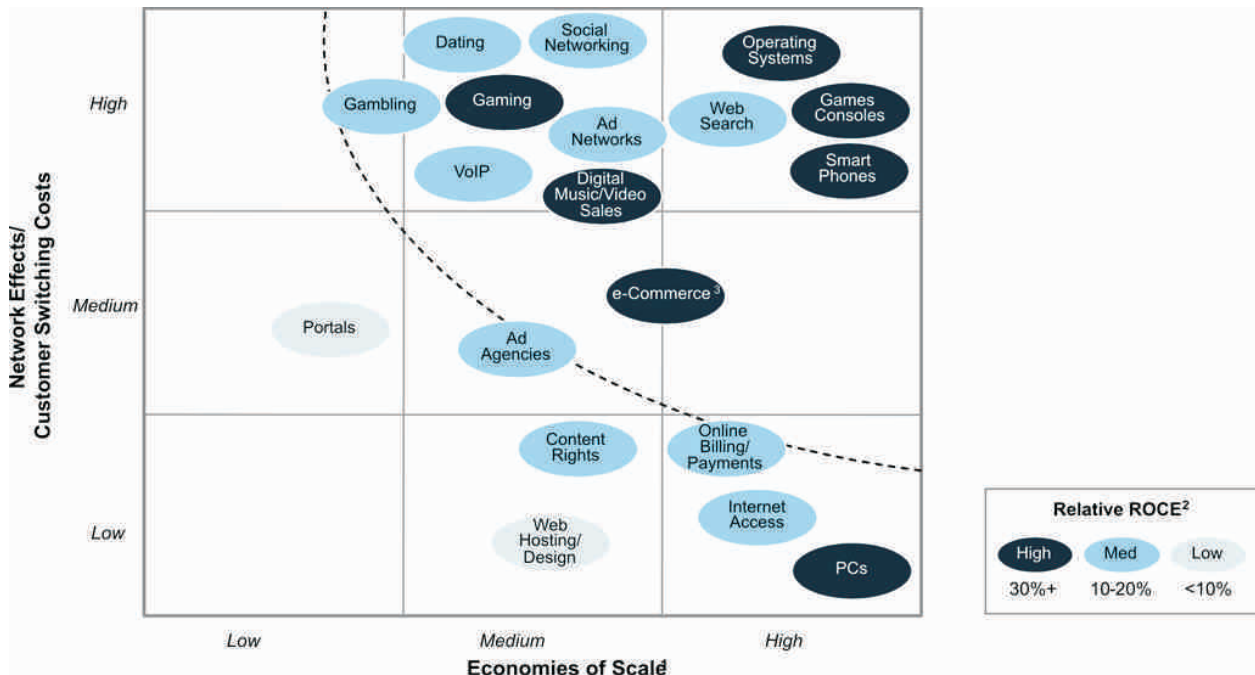 Network Effects/
Customer Switching Costs
High
Medium
Low
Dating
Social
Networking
Operating
Systems
Gambling
Gaming
Ad
Networks
Web
Search
Games
Consoles
VoIP
Digital
Music/Video
Sales
Smart
Phones
Portals
e-Commerce 3
Ad
Agencies
Content
Rights
Online
Billing/
Payments
Web
Hosting/
Design
Internet
Access
PCs
Low
Medium
High
Economies of Scale1
Relative ROCE2
High
Med
Low
30%+
10-20%
<10%